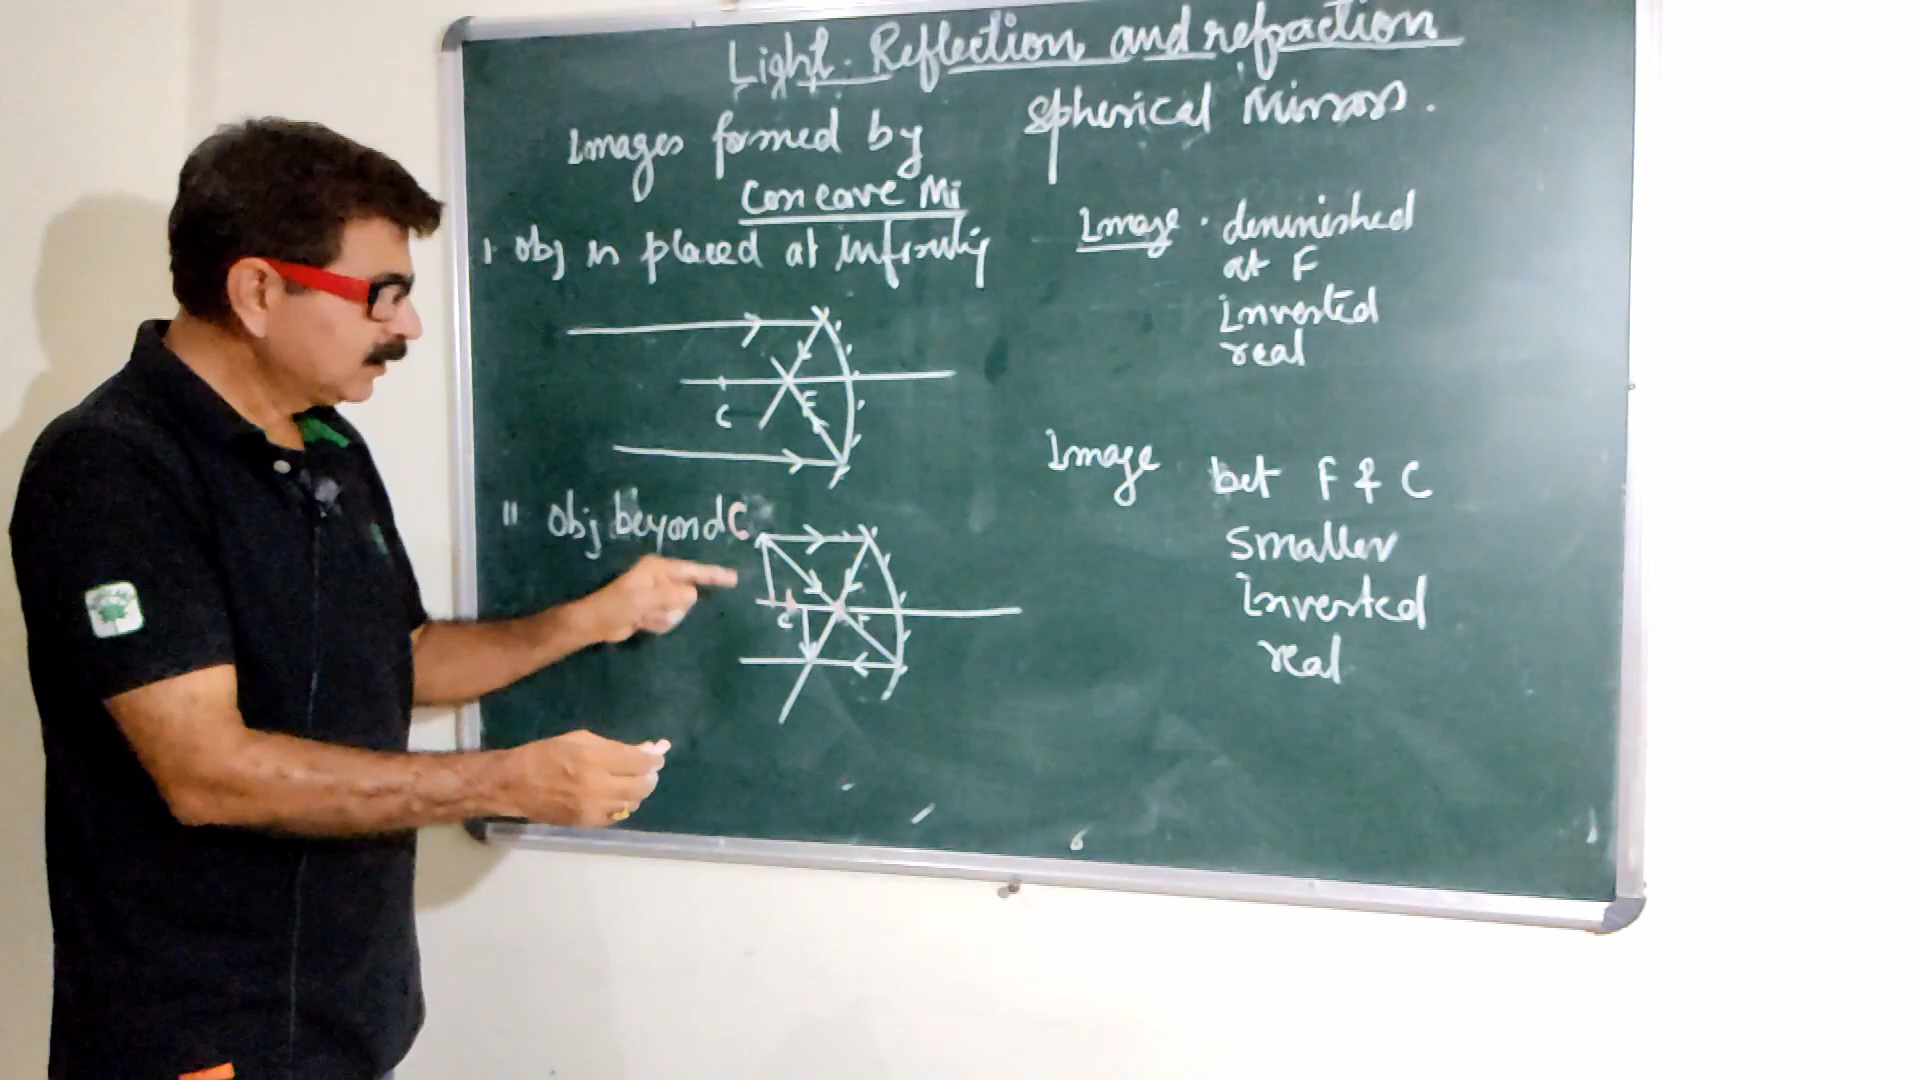 Light. Reflection and refraction
Images formed by spherical Mirrors.
Concave Mi
I. obj is placed at infinity
Image . diminished
at F
inverted
real
C
F
II obj beyond C
Image bet F & C
Smaller
Inverted
real
C
F